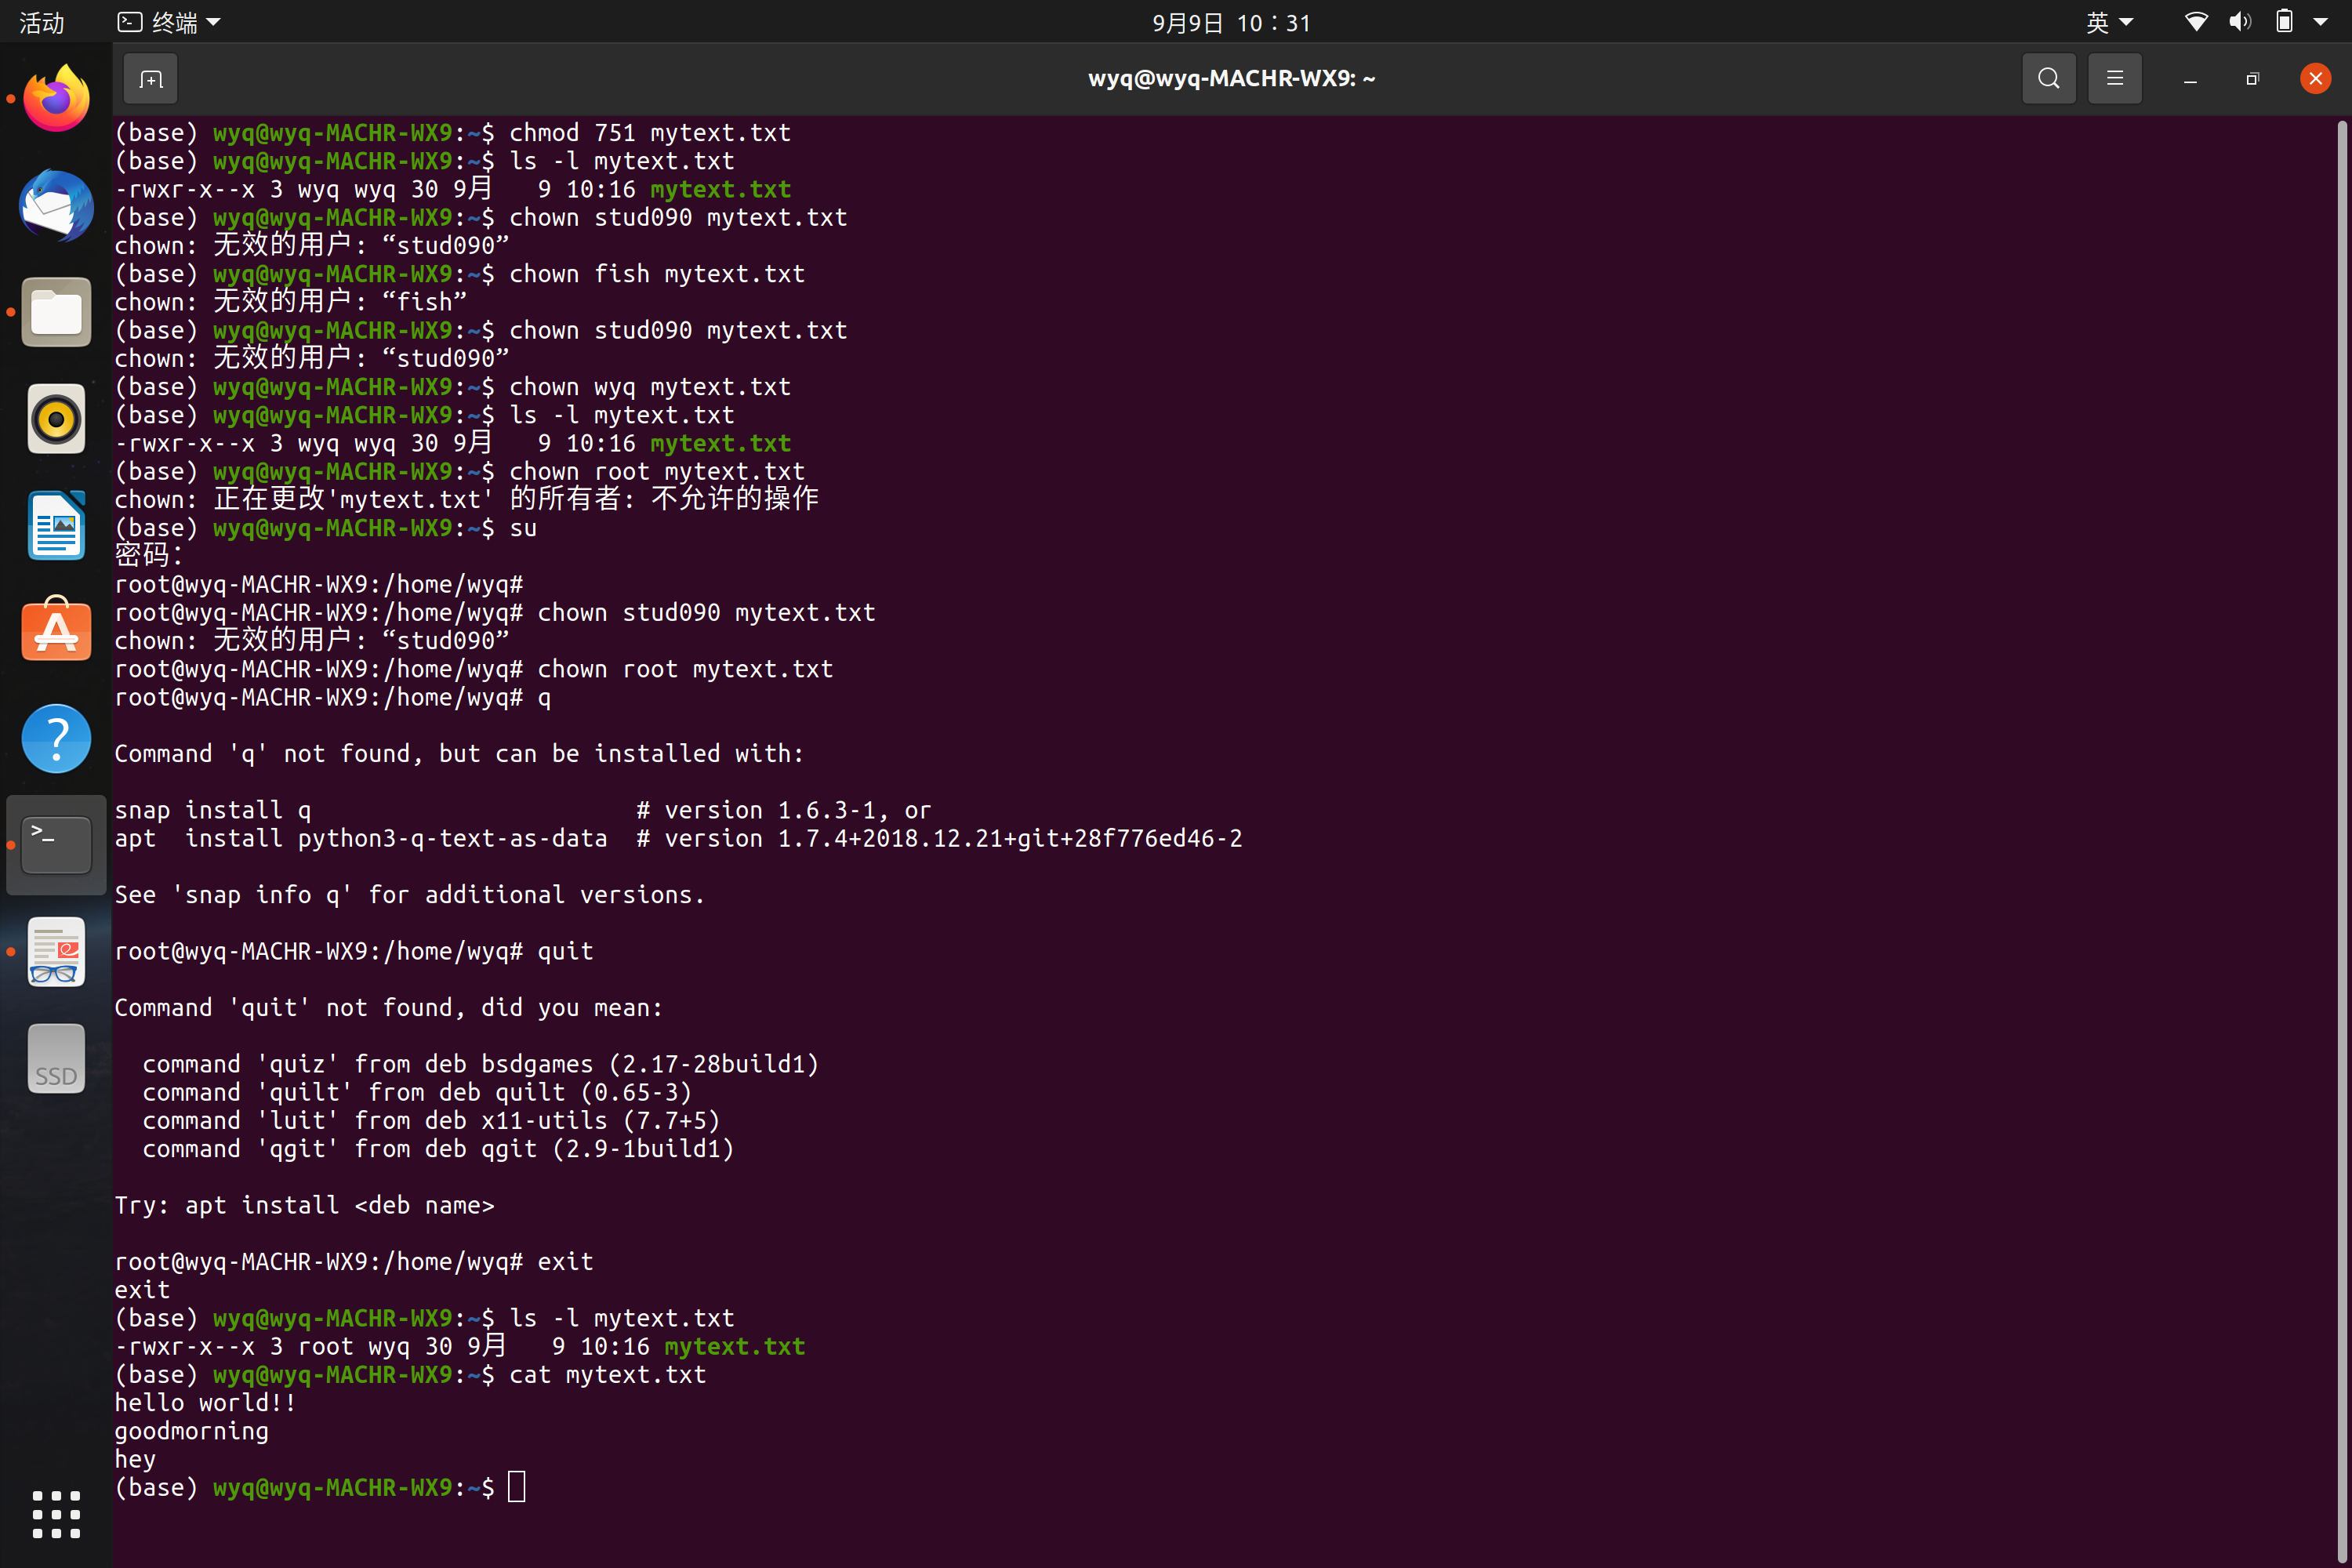 活动
终端
9月9日 10：31
英
wyq@wyq-MACHR-WX9: ~
(base) wyq@wyq-MACHR-WX9:~$ chmod 751 mytext.txt
(base) wyq@wyq-MACHR-WX9:~$ ls -l mytext.txt
-rwxr-x--x 3 wyq wyq 30 9月   9 10:16 mytext.txt
(base) wyq@wyq-MACHR-WX9:~$ chown stud090 mytext.txt
chown: 无效的用户: “stud090”
(base) wyq@wyq-MACHR-WX9:~$ chown fish mytext.txt
chown: 无效的用户: “fish”
(base) wyq@wyq-MACHR-WX9:~$ chown stud090 mytext.txt
chown: 无效的用户: “stud090”
(base) wyq@wyq-MACHR-WX9:~$ chown wyq mytext.txt
(base) wyq@wyq-MACHR-WX9:~$ ls -l mytext.txt
-rwxr-x--x 3 wyq wyq 30 9月   9 10:16 mytext.txt
(base) wyq@wyq-MACHR-WX9:~$ chown root mytext.txt
chown: 正在更改'mytext.txt' 的所有者: 不允许的操作
(base) wyq@wyq-MACHR-WX9:~$ su
密码:
root@wyq-MACHR-WX9:/home/wyq#
root@wyq-MACHR-WX9:/home/wyq# chown stud090 mytext.txt
chown: 无效的用户: “stud090”
root@wyq-MACHR-WX9:/home/wyq# chown root mytext.txt
root@wyq-MACHR-WX9:/home/wyq# q
Command 'q' not found, but can be installed with:
snap install q                       # version 1.6.3-1, or
apt  install python3-q-text-as-data  # version 1.7.4+2018.12.21+git+28f776ed46-2
See 'snap info q' for additional versions.
root@wyq-MACHR-WX9:/home/wyq# quit
Command 'quit' not found, did you mean:
  command 'quiz' from deb bsdgames (2.17-28build1)
  command 'quilt' from deb quilt (0.65-3)
  command 'luit' from deb x11-utils (7.7+5)
  command 'qgit' from deb qgit (2.9-1build1)
Try: apt install <deb name>
root@wyq-MACHR-WX9:/home/wyq# exit
exit
(base) wyq@wyq-MACHR-WX9:~$ ls -l mytext.txt
-rwxr-x--x 3 root wyq 30 9月   9 10:16 mytext.txt
(base) wyq@wyq-MACHR-WX9:~$ cat mytext.txt
hello world!!
goodmorning
hey
(base) wyq@wyq-MACHR-WX9:~$
SSD